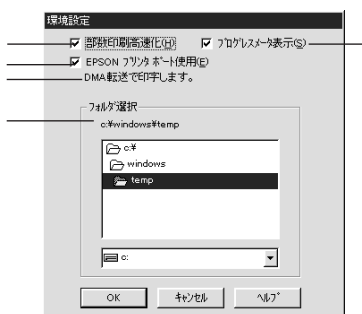 環境設定
部数印刷高速化(H) プログレスメータ表示(S)
EPSON プリンタ ポート使用(E)
DMA転送で印字します。
フォルダ選択
c:¥windows¥temp
c:¥
windows
temp
c:
OK キャンセル ヘルプ